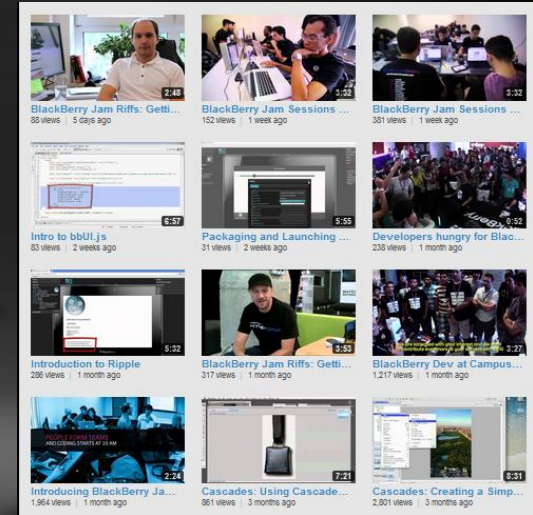 2:48
3:32
3:32
BlackBerry Jam Riffs: Getti...
BlackBerry Jam Sessions ...
BlackBerry Jam Sessions ...
88 views | 5 days ago
152 views | 1 week ago
381 views | 1 week ago
6:57
5:55
0:52
Intro to bbUI.js
Packaging and Launching ...
Developers hungry for Blac...
83 views | 2 weeks ago
31 views | 2 weeks ago
238 views | 1 month ago
5:32
3:53
3:27
Introduction to Ripple
BlackBerry Jam Riffs: Getti...
BlackBerry Dev at Campus...
286 views | 1 month ago
317 views | 1 month ago
1,217 views | 1 month ago
PEOPLE FORM TEAMS
AND CODING STARTS AT 10 AM
2:24
7:21
8:31
Introducing BlackBerry Ja...
Cascades: Using Cascade...
Cascades: Creating a Simp...
1,964 views | 1 month ago
861 views | 3 months ago
2,801 views | 3 months ago